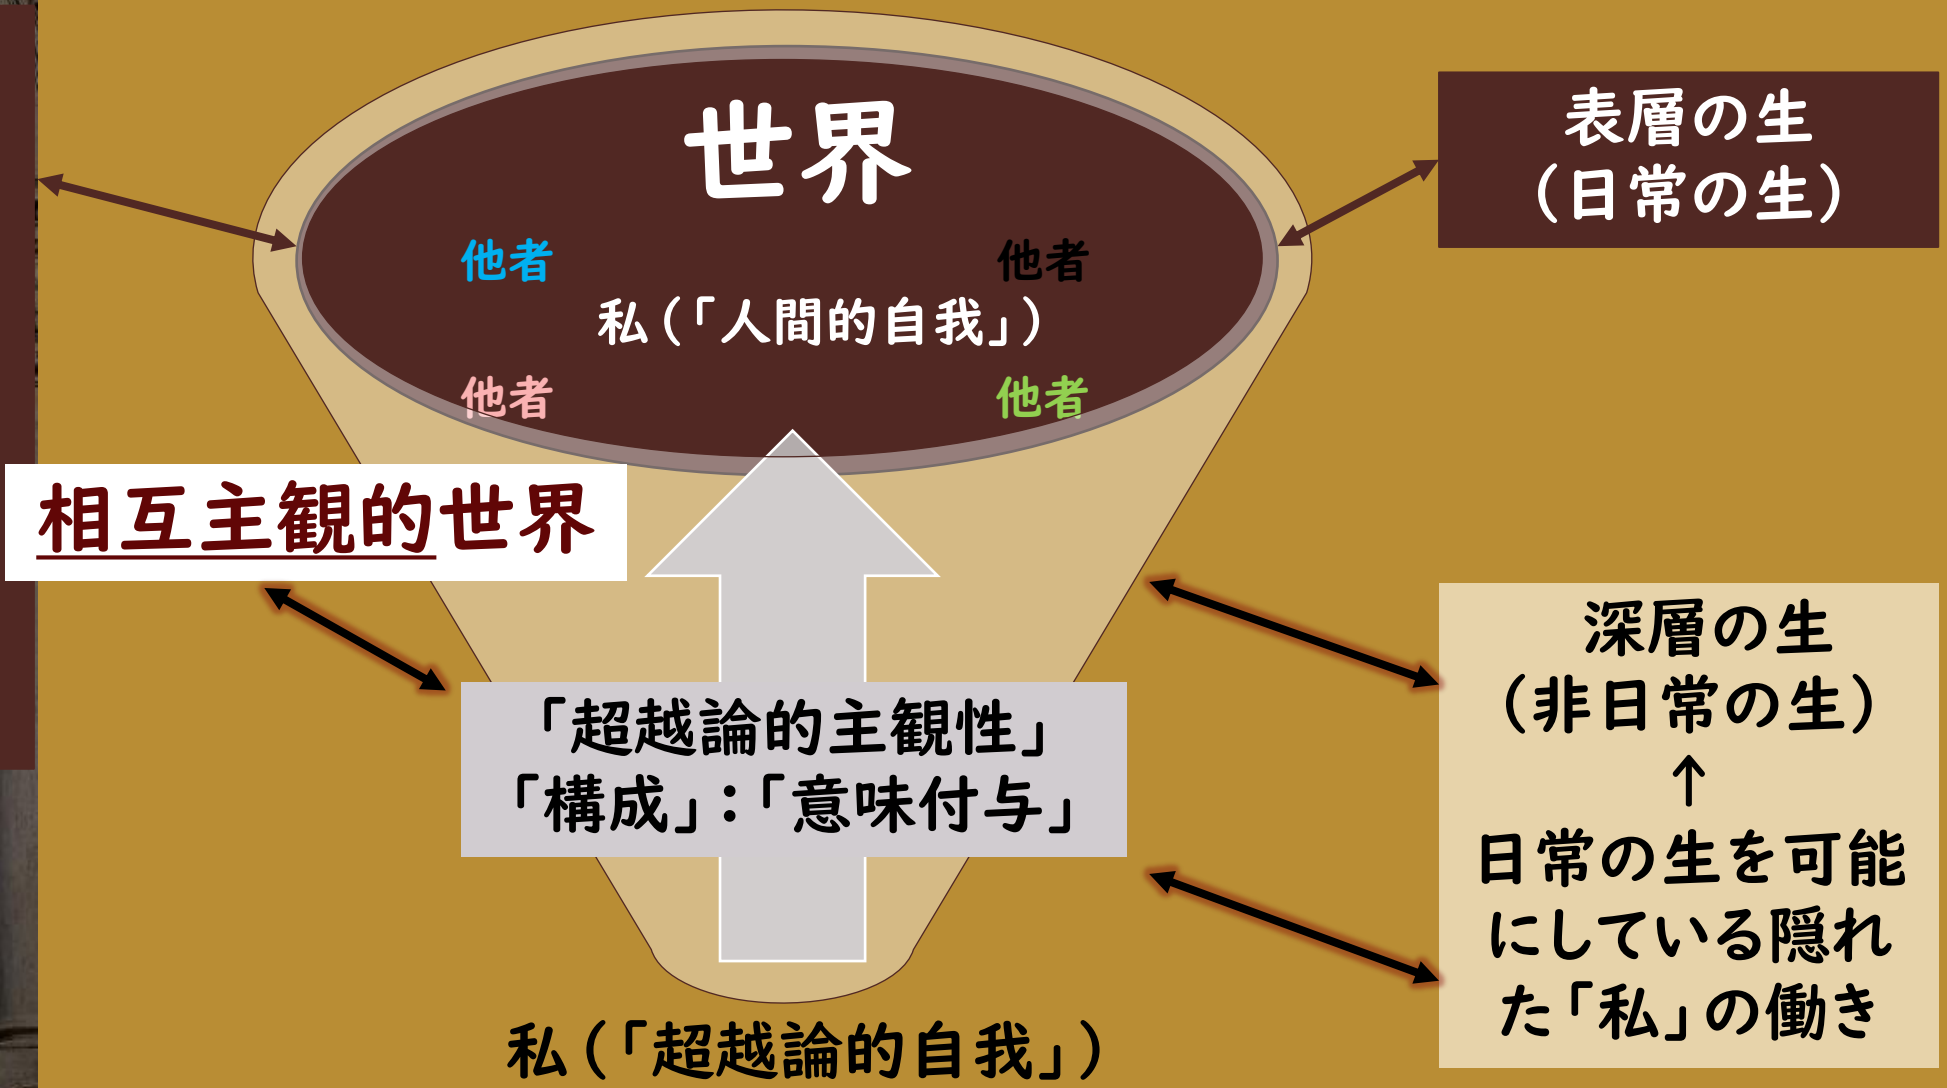 世界
表層の生
（日常の生）
他者
他者
私（「人間的自我」）
他者
他者
相互主観的世界
「超越論的主観性」
「構成」：「意味付与」
深層の生
（非日常の生）
↑
日常の生を可能
にしている隠れ
た「私」の働き
私（「超越論的自我」）